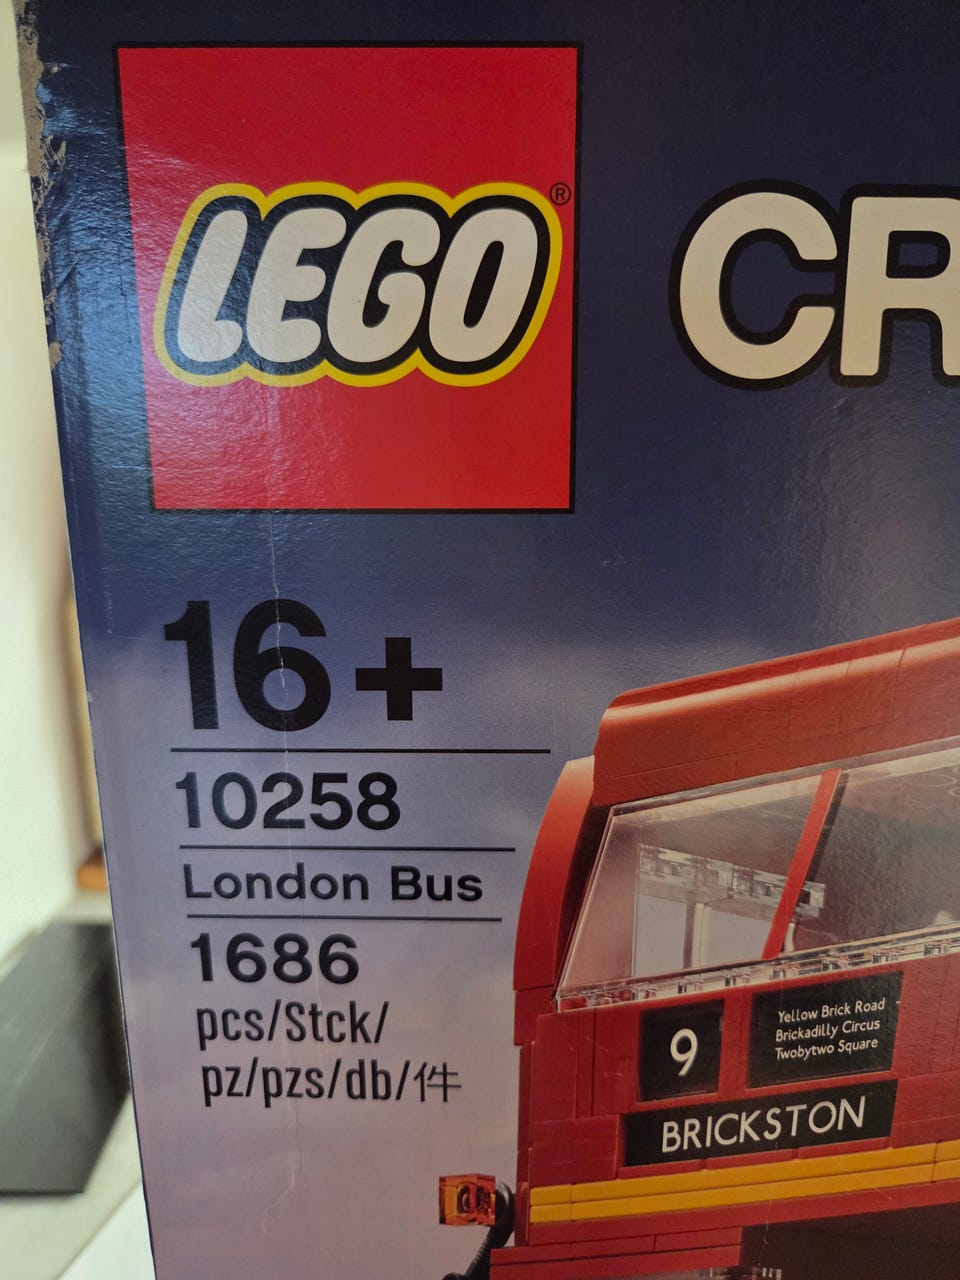 LEGO®
CR
16+
10258
London Bus
1686
pcs/Stck/
pz/pzs/db/件
9
Yellow Brick Road
Brickadilly Circus
Twobytwo Square
BRICKSTON